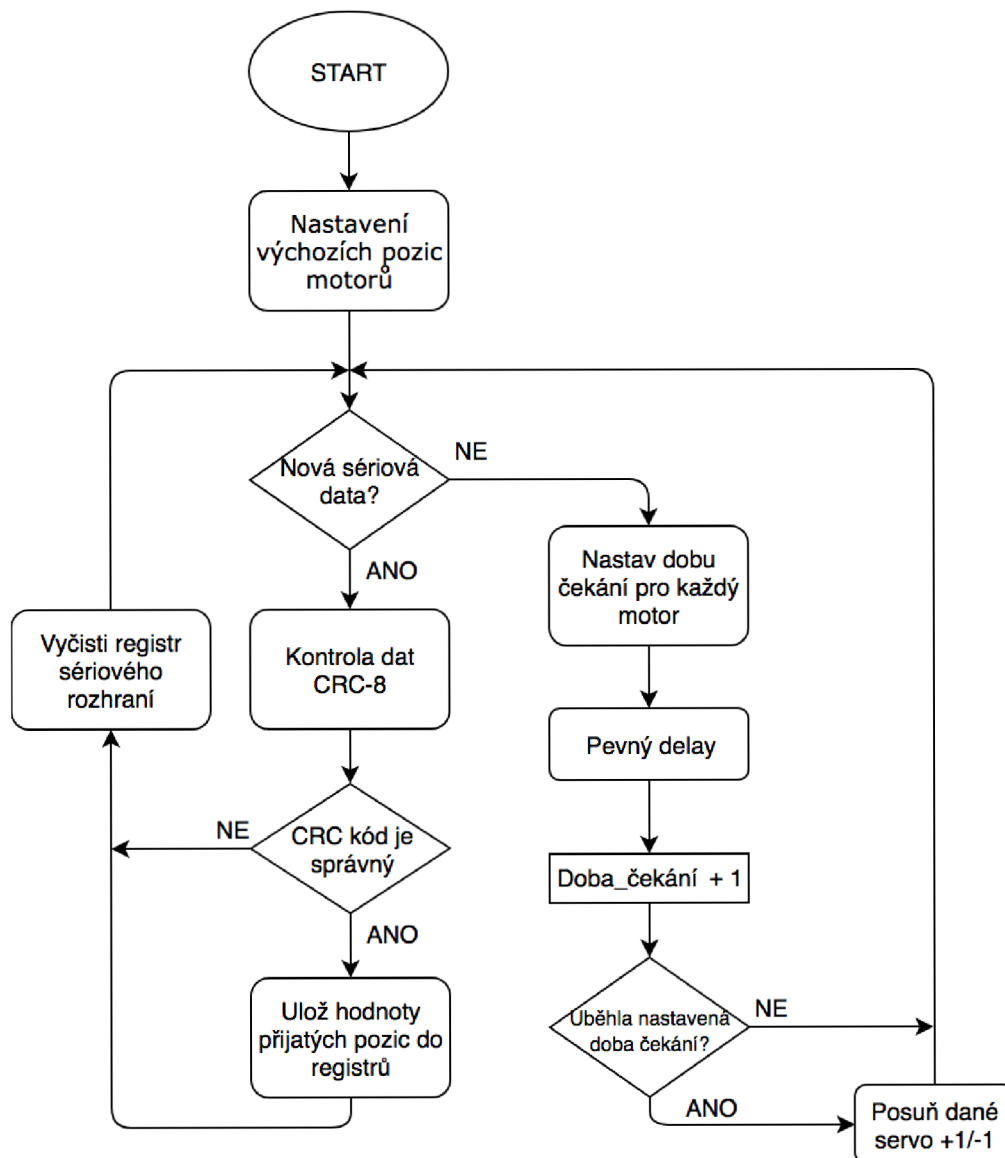 START
Nastavení
výchozích pozic
motorů
Nová sériová
data?
NE
ANO
Nastav dobu
čekání pro každý
motor
Vyčisti registr
sériového
rozhraní
Kontrola dat
CRC-8
Pevný delay
NE
CRC kód je
správný
Doba_čekání + 1
ANO
Ulož hodnoty
přijatých pozic do
registrů
Uběhla nastavená
doba čekání?
NE
ANO
Posuň dané
servo +1/-1